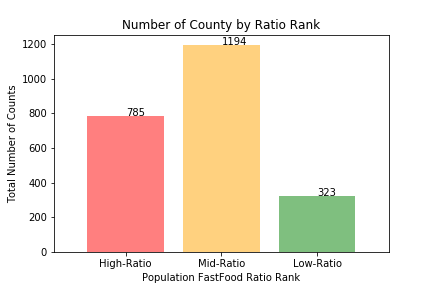 Number of County by Ratio Rank
1200
1000
800
600
400
200
0
Total Number of Counts
785
1194
323
High-Ratio
Mid-Ratio
Low-Ratio
Population FastFood Ratio Rank